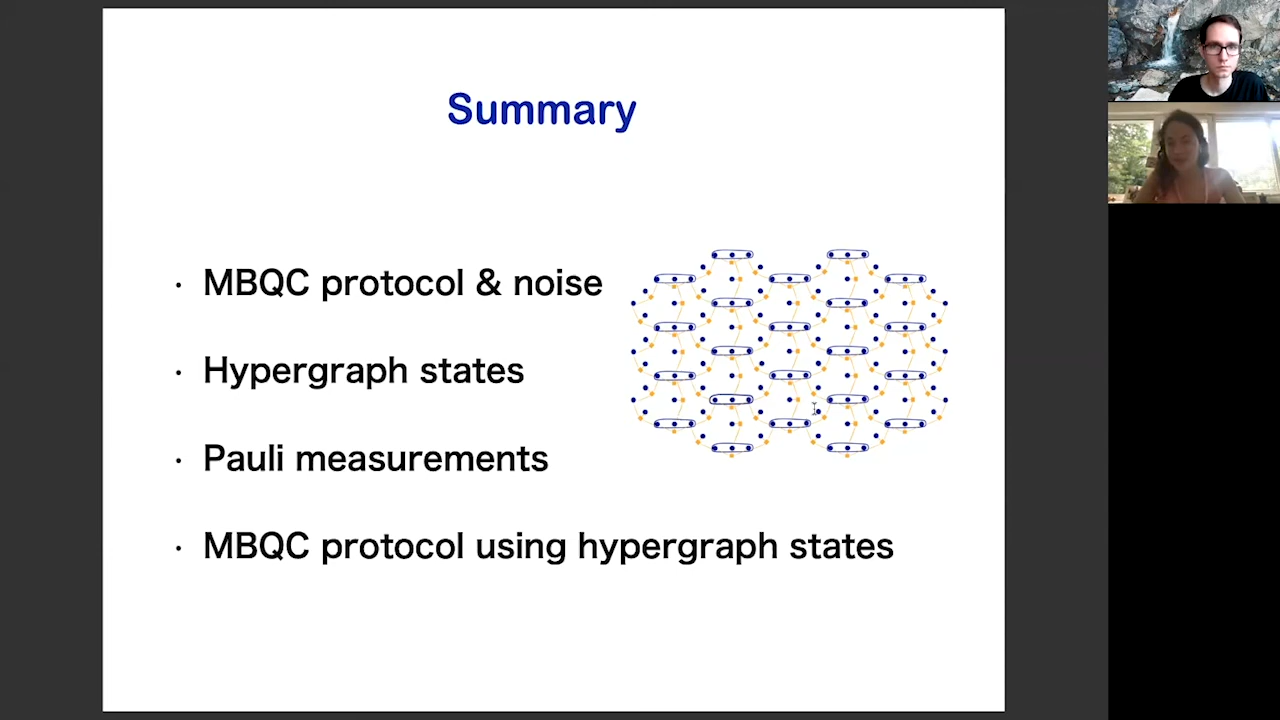 Summary
· MBQC protocol & noise
· Hypergraph states
· Pauli measurements
· MBQC protocol using hypergraph states